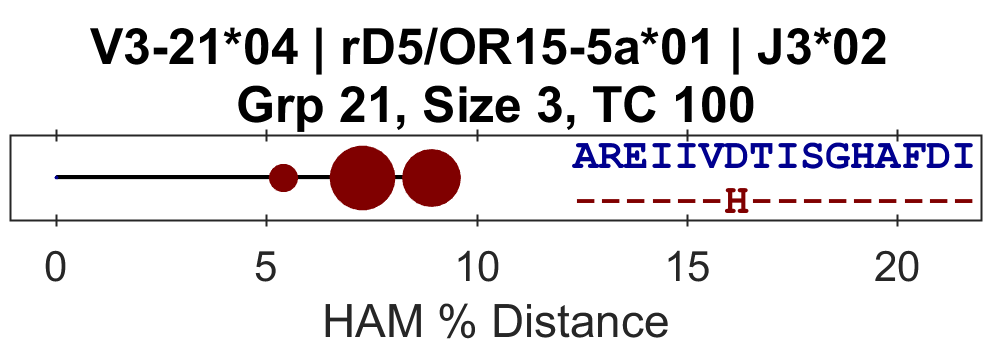 V3-21*04 | rD5/OR15-5a*01 | J3*02
Grp 21, Size 3, TC 100
AREIIVDTISGHAFDI
------H---------
0 5 10 15 20
HAM % Distance